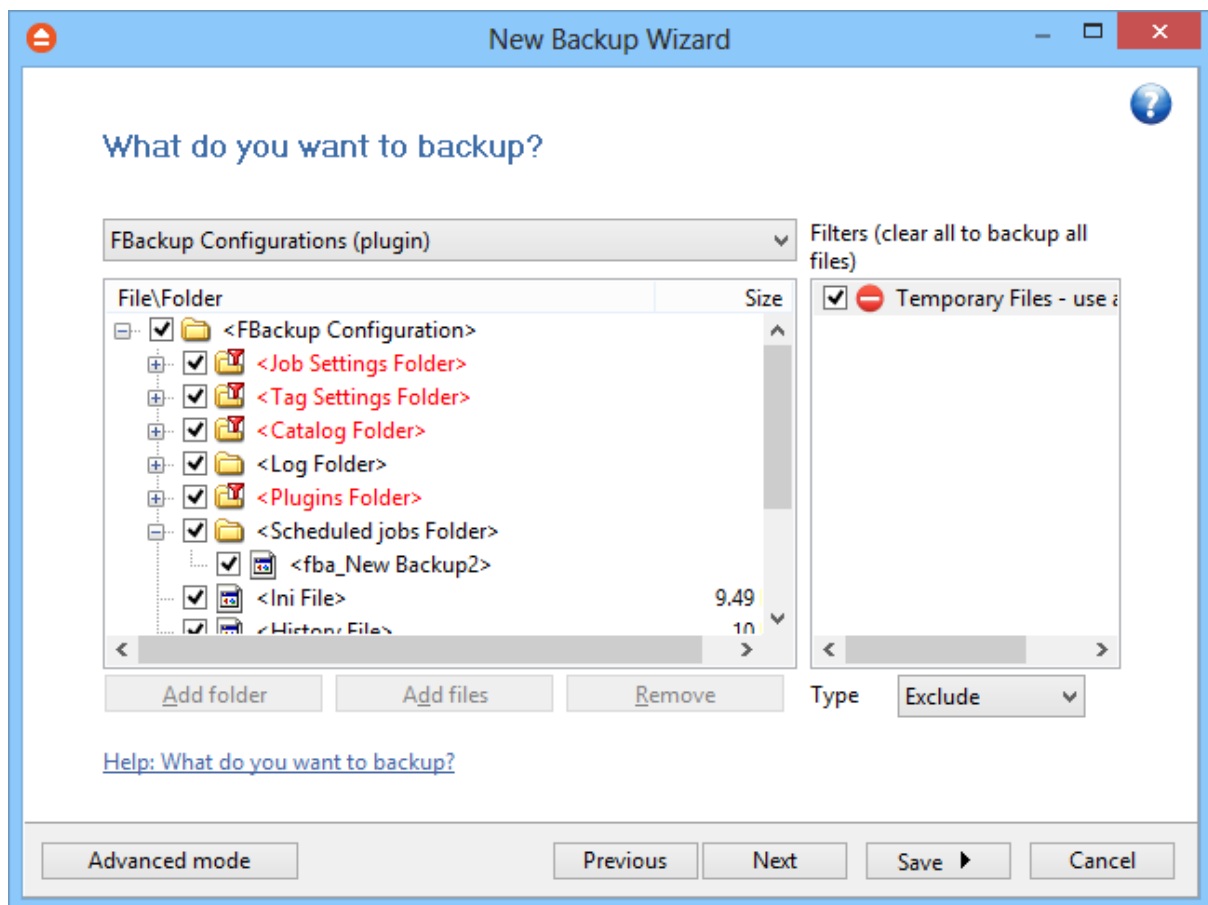 New Backup Wizard
What do you want to backup?
FBackup Configurations (plugin)
Filters (clear all to backup all
files)
File\Folder Size
<FBackup Configuration>
<Job Settings Folder>
<Tag Settings Folder>
<Catalog Folder>
<Log Folder>
<Plugins Folder>
<Scheduled jobs Folder>
<fba_New Backup2>
<Ini File> 9.49
<History File> 10
Temporary Files - use a
Add folder Add files Remove
Type Exclude
Help: What do you want to backup?
Advanced mode Previous Next Save Cancel